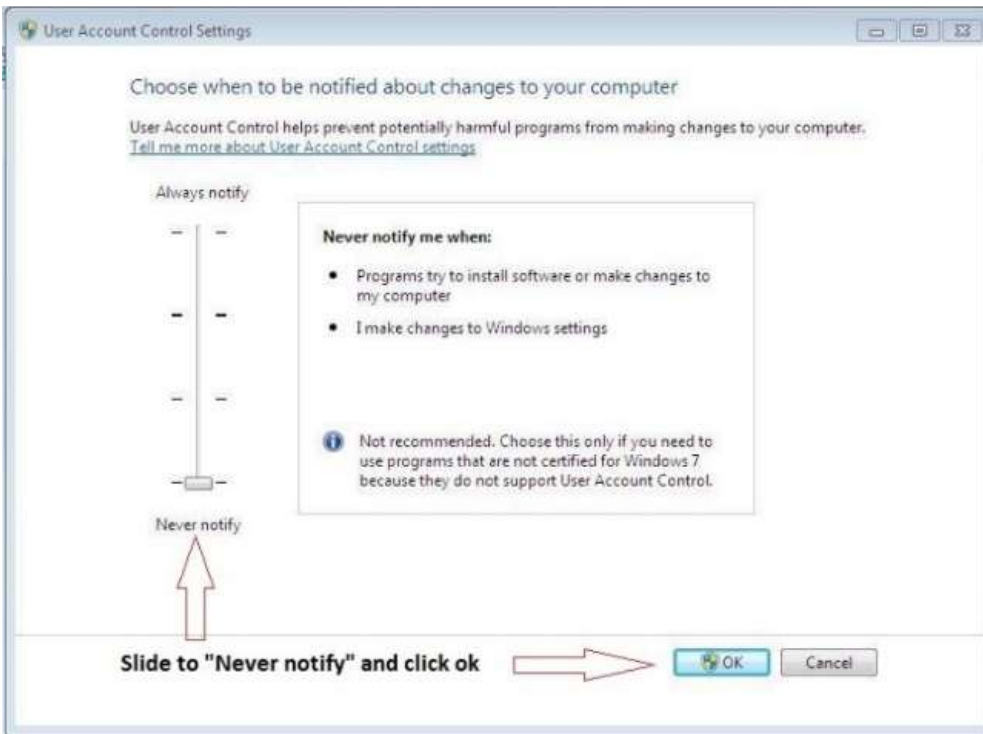 User Account Control Settings
Choose when to be notified about changes to your computer
User Account Control helps prevent potentially harmful programs from making changes to your computer.
Tell me more about User Account Control settings
Always notify
Never notify me when:
• Programs try to install software or make changes to
my computer
• I make changes to Windows settings
Not recommended. Choose this only if you need to
use programs that are not certified for Windows 7
because they do not support User Account Control.
Never notify
Slide to "Never notify" and click ok
OK
Cancel